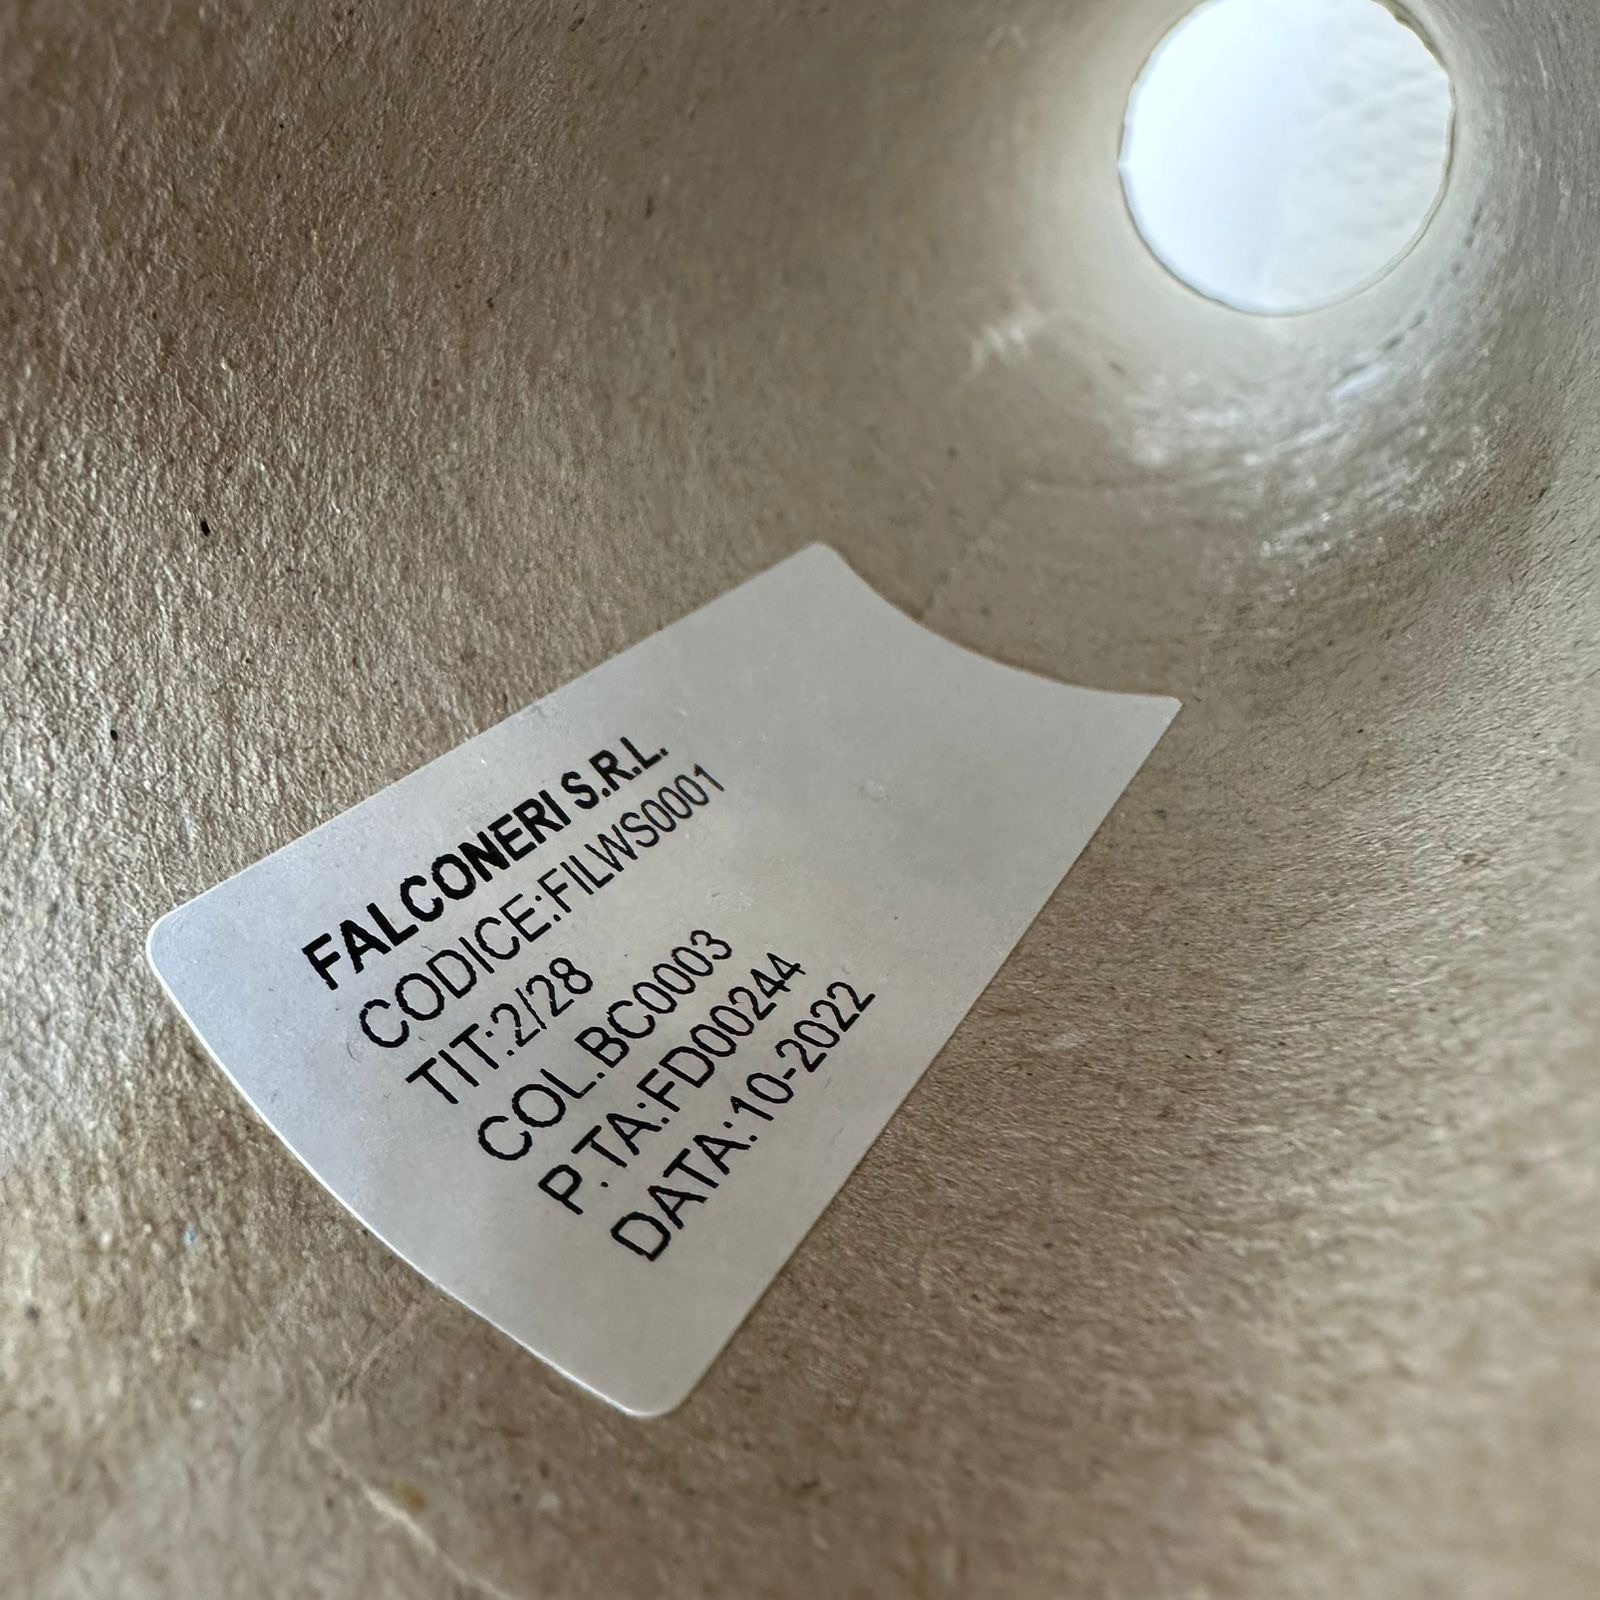 FALCONERI S.R.L.
CODICE:FILWS0001
TIT:2/28
COL.BC0003
P.TA:FD00244
DATA:10-2022